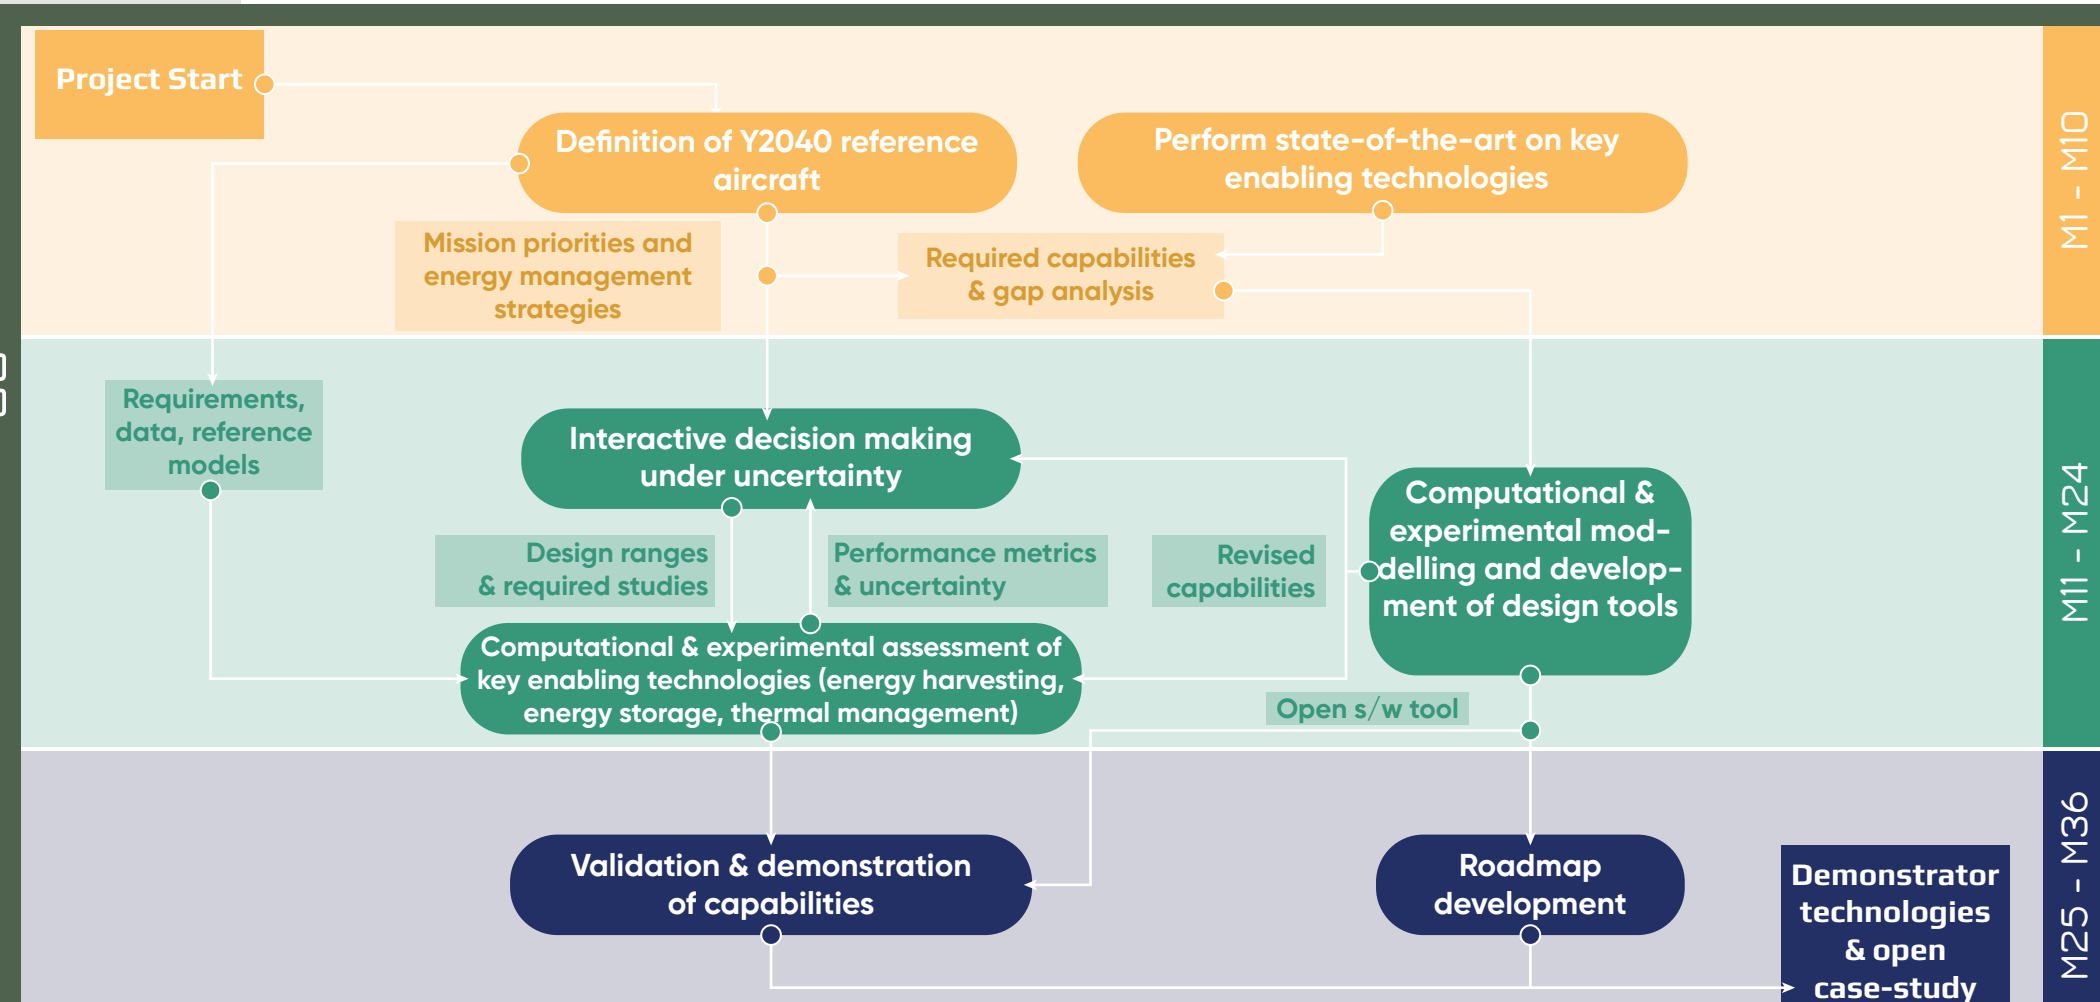 Project Start
Definition of Y2040 reference
aircraft
Perform state-of-the-art on key
enabling technologies
Mission priorities and
energy management
strategies
Required capabilities
& gap analysis
M1 - M10
Requirements,
data, reference
models
Interactive decision making
under uncertainty
Computational &
experimental mod-
delling and develop-
ment of design tools
Design ranges
& required studies
Performance metrics
& uncertainty
Revised
capabilities
Computational & experimental assessment of
key enabling technologies (energy harvesting,
energy storage, thermal management)
Open s/w tool
M11 - M24
Validation & demonstration
of capabilities
Roadmap
development
Demonstrator
technologies
& open
case-study
M25 - M36